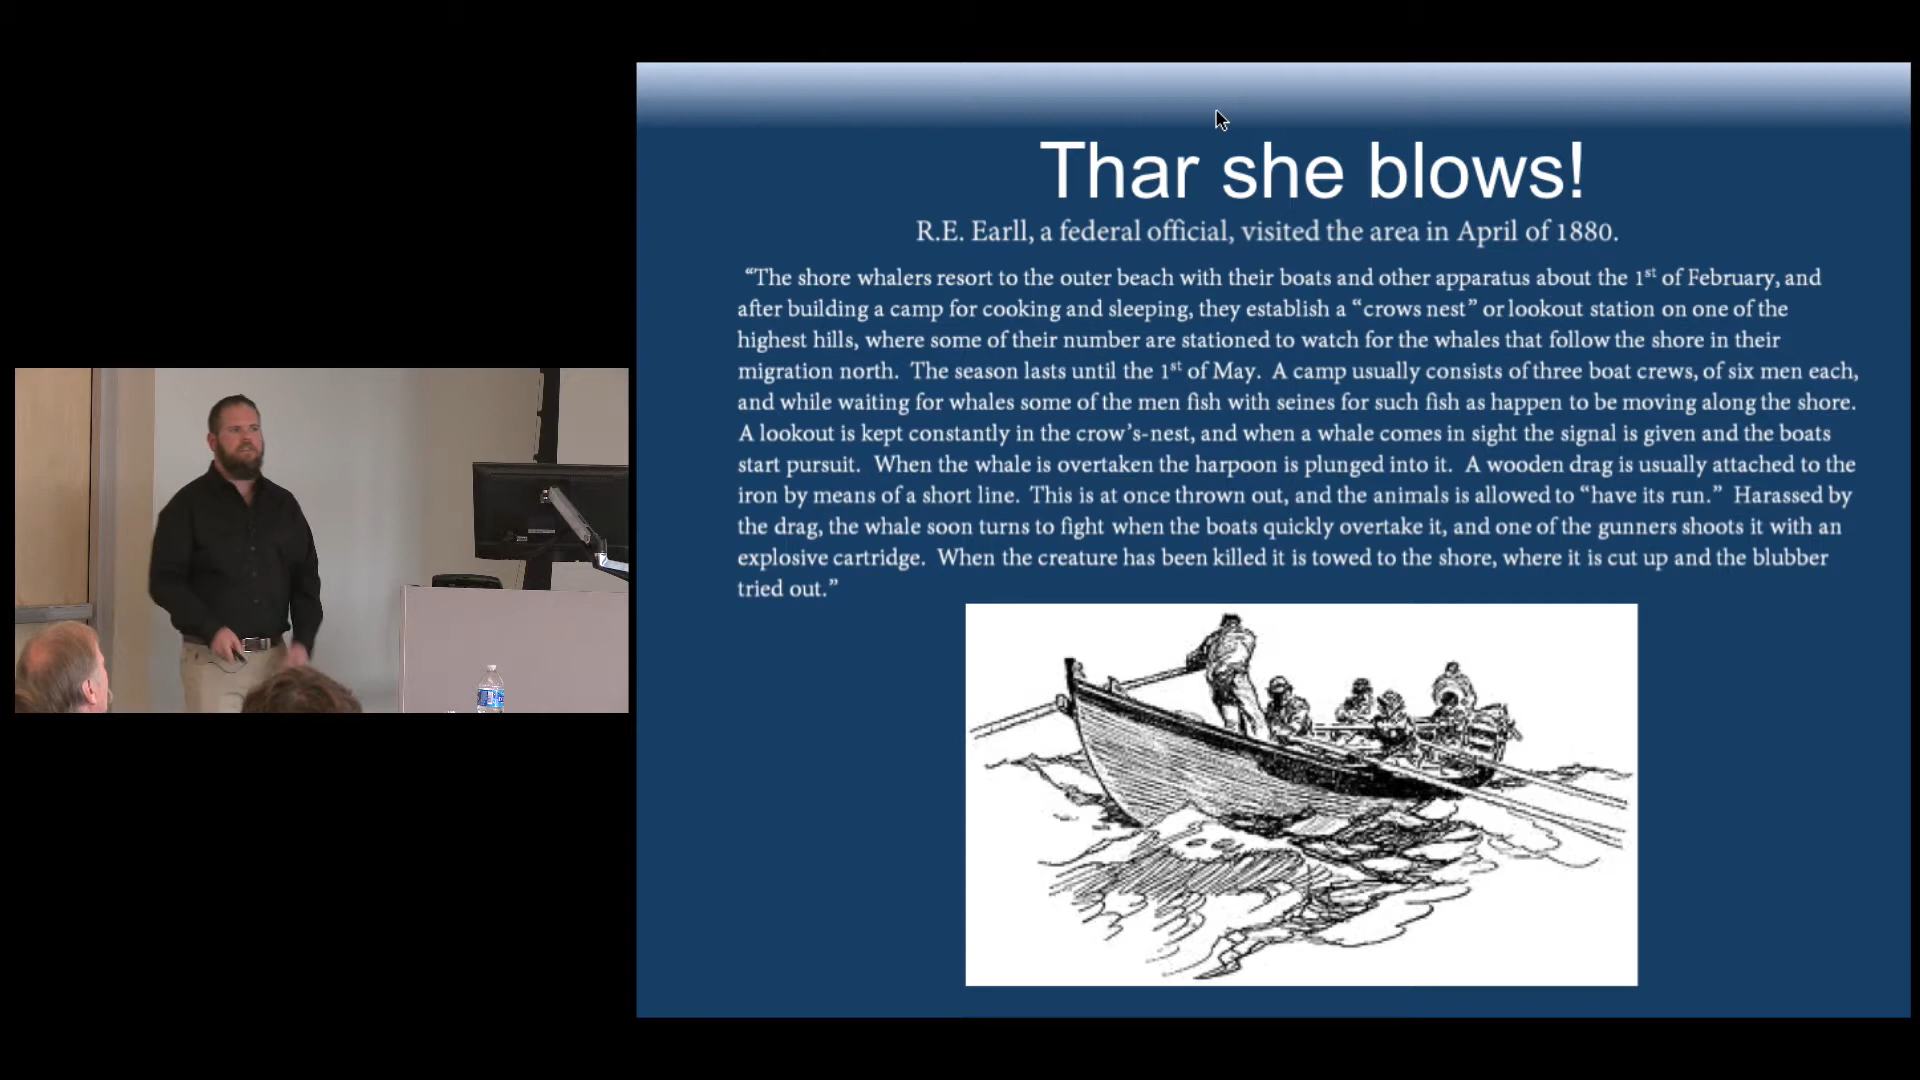 Thar she blows!
R.E. Earll, a federal official, visited the area in April of 1880.
“The shore whalers resort to the outer beach with their boats and other apparatus about the 1st of February, and
after building a camp for cooking and sleeping, they establish a “crows nest” or lookout station on one of the
highest hills, where some of their number are stationed to watch for the whales that follow the shore in their
migration north.  The season lasts until the 1st of May.  A camp usually consists of three boat crews, of six men each,
and while waiting for whales some of the men fish with seines for such fish as happen to be moving along the shore.
A lookout is kept constantly in the crow’s-nest, and when a whale comes in sight the signal is given and the boats
start pursuit.  When the whale is overtaken the harpoon is plunged into it.  A wooden drag is usually attached to the
iron by means of a short line.  This is at once thrown out, and the animals is allowed to “have its run.”  Harassed by
the drag, the whale soon turns to fight when the boats quickly overtake it, and one of the gunners shoots it with an
explosive cartridge.  When the creature has been killed it is towed to the shore, where it is cut up and the blubber
tried out.”